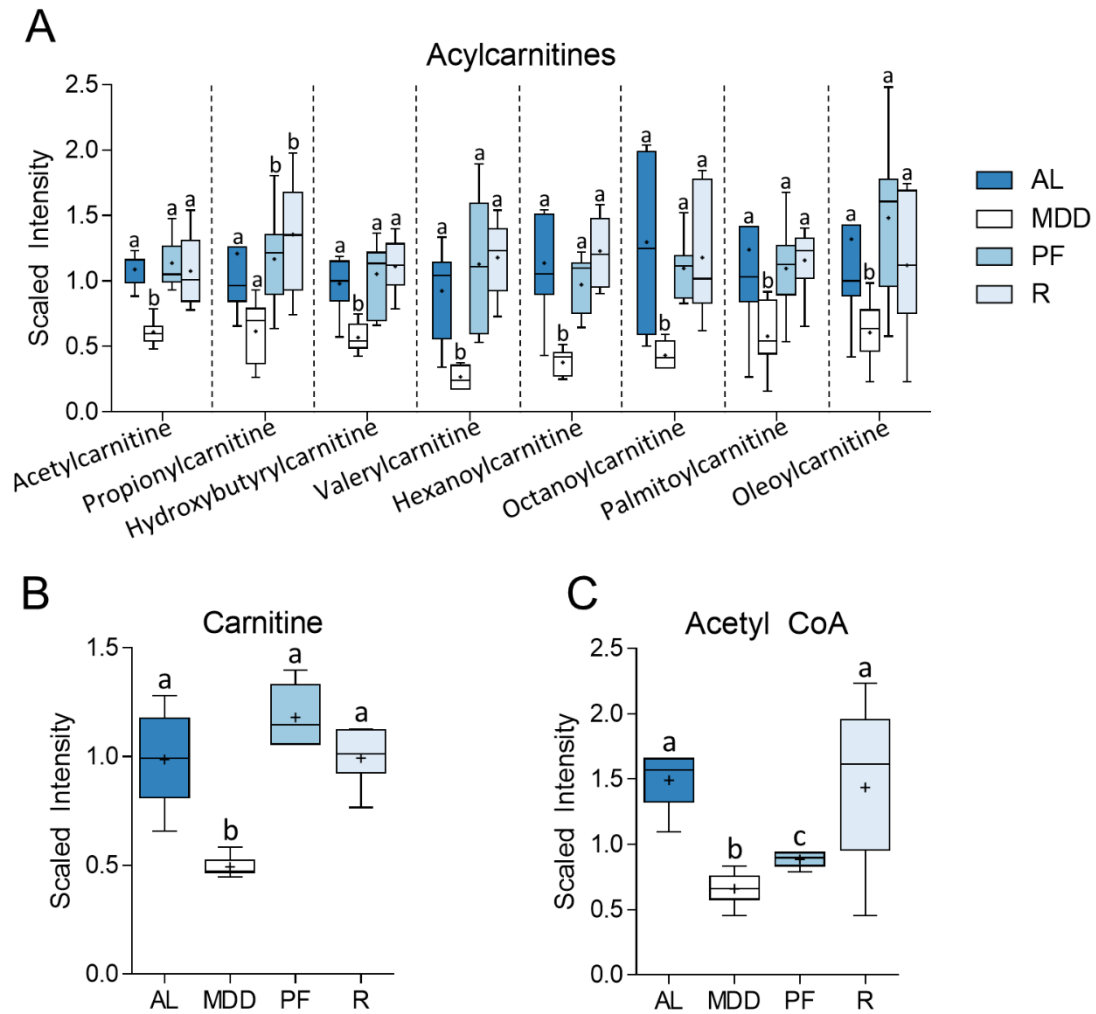 A
Acylcarnitines
Scaled Intensity
2.5
2.0
1.5
1.0
0.5
0.0
a b a a
a a b b
a b a a
a b a a
a b a a
a b a a
a b a a
a b a a
Acetylcarnitine
Propionylcarnitine
Hydroxybutyrylcarnitine
Valerylcarnitine
Hexanoylcarnitine
Octanoylcarnitine
Palmitoylcarnitine
Oleoylcarnitine
AL
MDD
PF
R
B
Carnitine
Scaled Intensity
1.5
1.0
0.5
0.0
a b a a
AL MDD PF R
C
Acetyl CoA
Scaled Intensity
2.5
2.0
1.5
1.0
0.5
0.0
a b c a
AL MDD PF R